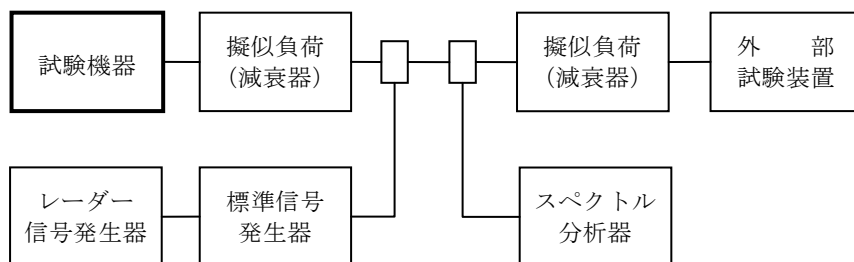 試験機器
擬似負荷
(減衰器)
擬似負荷
(減衰器)
外　　部
試験装置
レーダー
信号発生器
標準信号
発生器
スペクトル
分析器